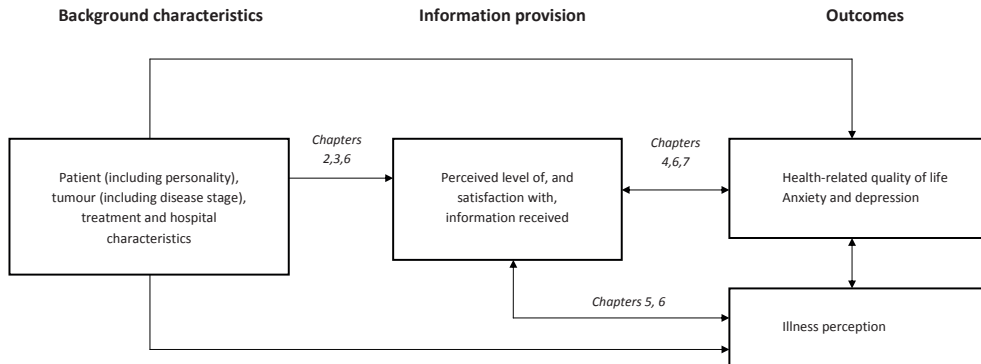 Background characteristics
Information provision
Outcomes
Chapters
2,3,6
Chapters
4,6,7
Patient (including personality),
tumour (including disease stage),
treatment and hospital
characteristics
Perceived level of, and
satisfaction with,
information received
Health-related quality of life
Anxiety and depression
Chapters 5, 6
Illness perception